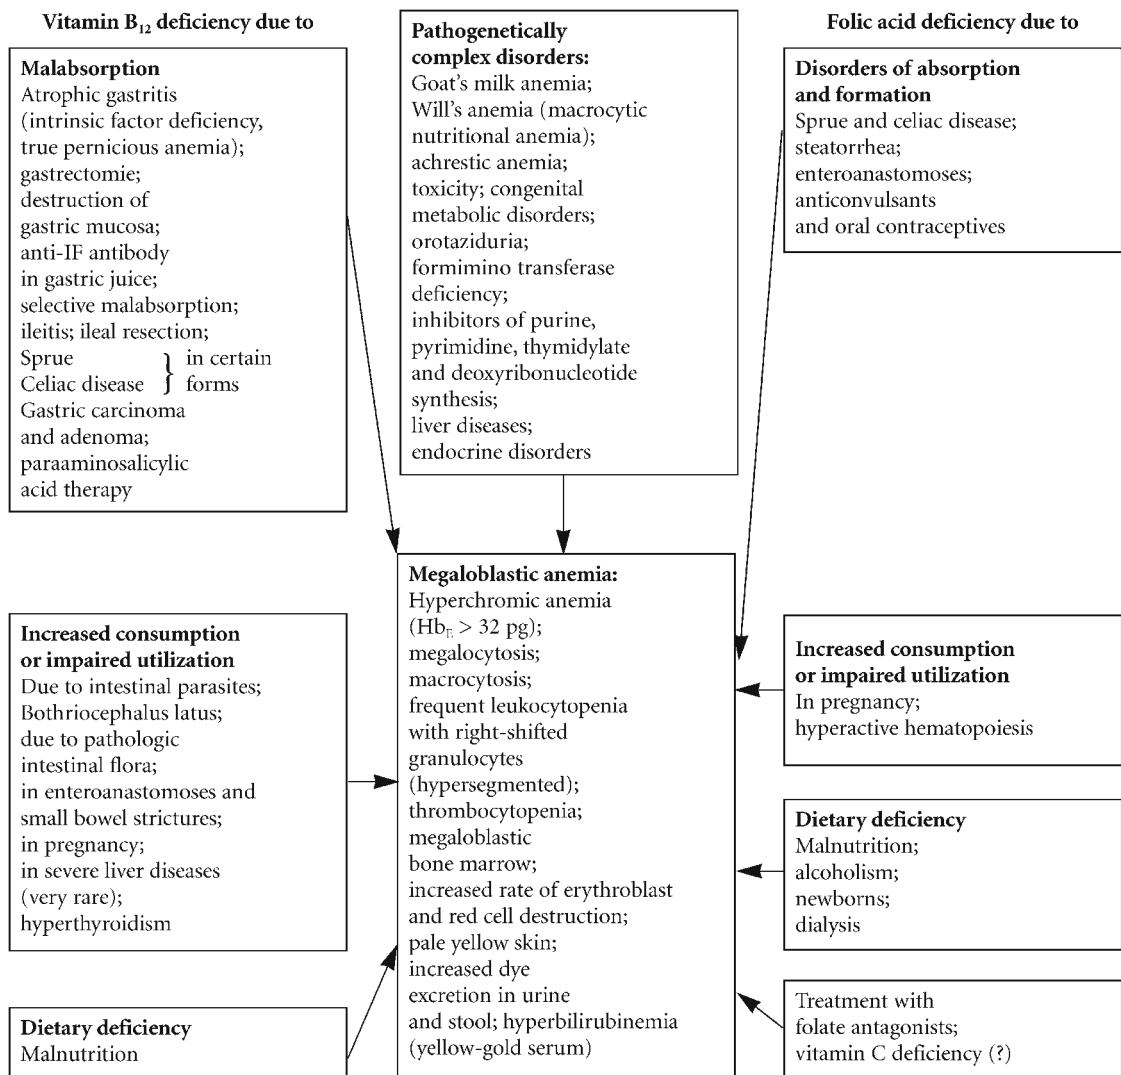 Vitamin B₁₂ deficiency due to
Malabsorption
Atrophic gastritis
(intrinsic factor deficiency,
true pernicious anemia);
gastrectomie;
destruction of
gastric mucosa;
anti-IF antibody
in gastric juice;
selective malabsorption;
ileitis; ileal resection;
Sprue } in certain
Celiac disease } forms
Gastric carcinoma
and adenoma;
paraaminosalicylic
acid therapy
Increased consumption
or impaired utilization
Due to intestinal parasites;
Bothriocephalus latus;
due to pathologic
intestinal flora;
in enteroanastomoses and
small bowel strictures;
in pregnancy;
in severe liver diseases
(very rare);
hyperthyroidism
Dietary deficiency
Malnutrition
Pathogenetically
complex disorders:
Goat's milk anemia;
Will's anemia (macrocytic
nutritional anemia);
achrestic anemia;
toxicity; congenital
metabolic disorders;
orotaziduria;
formimino transferase
deficiency;
inhibitors of purine,
pyrimidine, thymidylate
and deoxyribonucleotide
synthesis;
liver diseases;
endocrine disorders
Megaloblastic anemia:
Hyperchromic anemia
(Hb_E > 32 pg);
megalocytosis;
macrocytosis;
frequent leukocytopenia
with right-shifted
granulocytes
(hypersegmented);
thrombocytopenia;
megaloblastic
bone marrow;
increased rate of erythroblast
and red cell destruction;
pale yellow skin;
increased dye
excretion in urine
and stool; hyperbilirubinemia
(yellow-gold serum)
Folic acid deficiency due to
Disorders of absorption
and formation
Sprue and celiac disease;
steatorrhea;
enteroanastomoses;
anticonvulsants
and oral contraceptives
Increased consumption
or impaired utilization
In pregnancy;
hyperactive hematopoiesis
Dietary deficiency
Malnutrition;
alcoholism;
newborns;
dialysis
Treatment with
folate antagonists;
vitamin C deficiency (?)